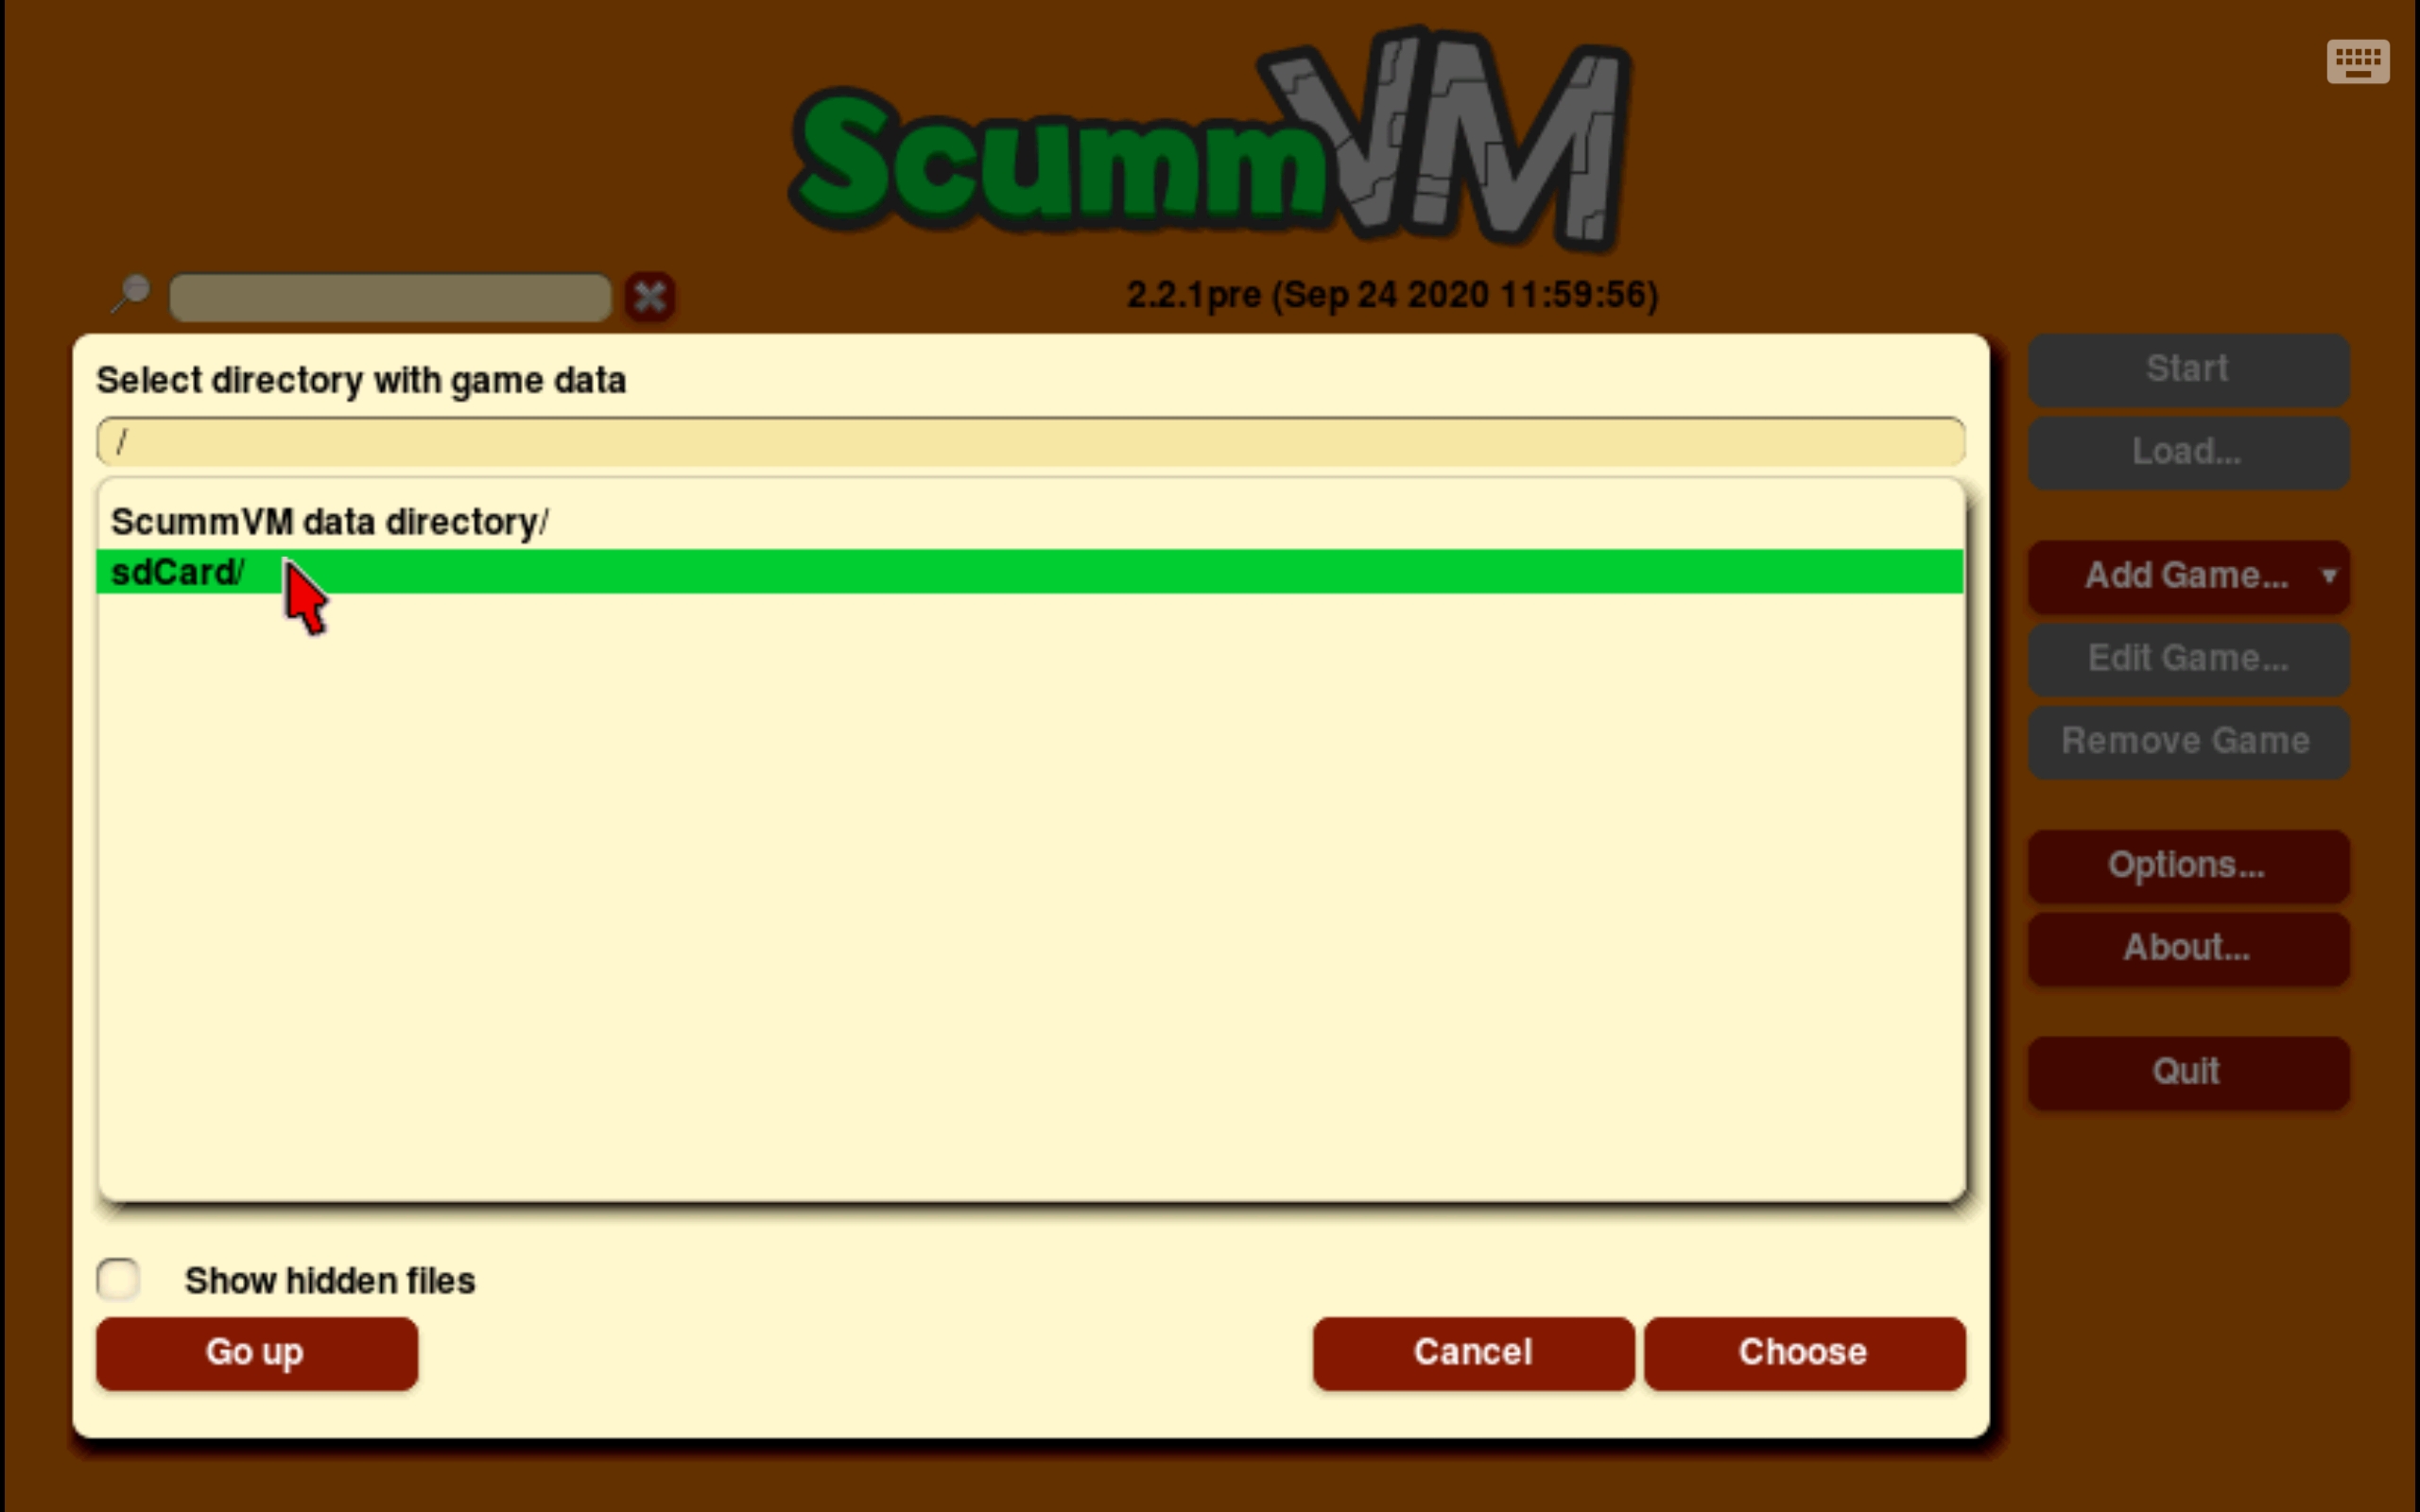 ScummVM
2.2.1pre (Sep 24 2020 11:59:56)
Select directory with game data
/
ScummVM data directory/
sdCard/
Show hidden files
Go up
Cancel
Choose
Start
Load...
Add Game...
Edit Game...
Remove Game
Options...
About...
Quit